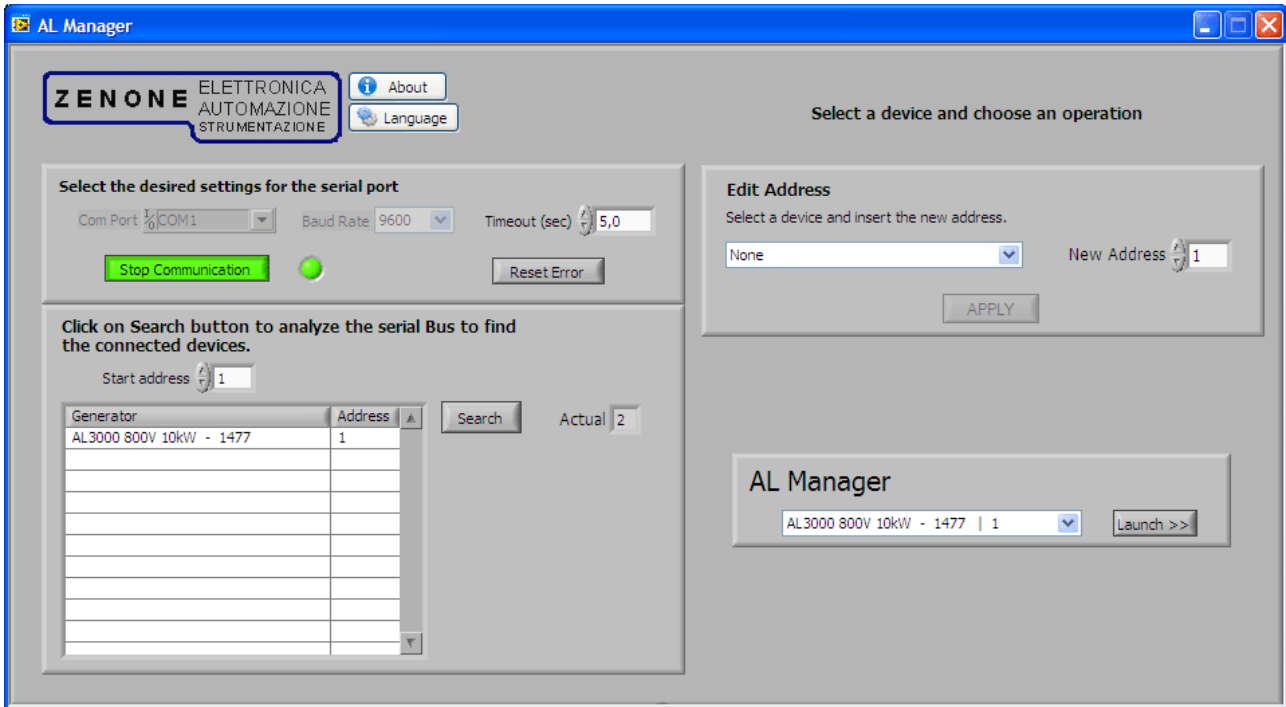 AL Manager
ZENONE
ELETTRONICA
AUTOMAZIONE
STRUMENTAZIONE
About
Language
Select a device and choose an operation
Select the desired settings for the serial port
Com Port I/O COM1 Baud Rate 9600 Timeout (sec) 5,0
Stop Communication Reset Error
Click on Search button to analyze the serial Bus to find
the connected devices.
Start address 1
Generator Address
AL3000 800V 10kW - 1477 1
Search Actual 2
Edit Address
Select a device and insert the new address.
None New Address 1
APPLY
AL Manager
AL3000 800V 10kW - 1477 | 1 Launch >>